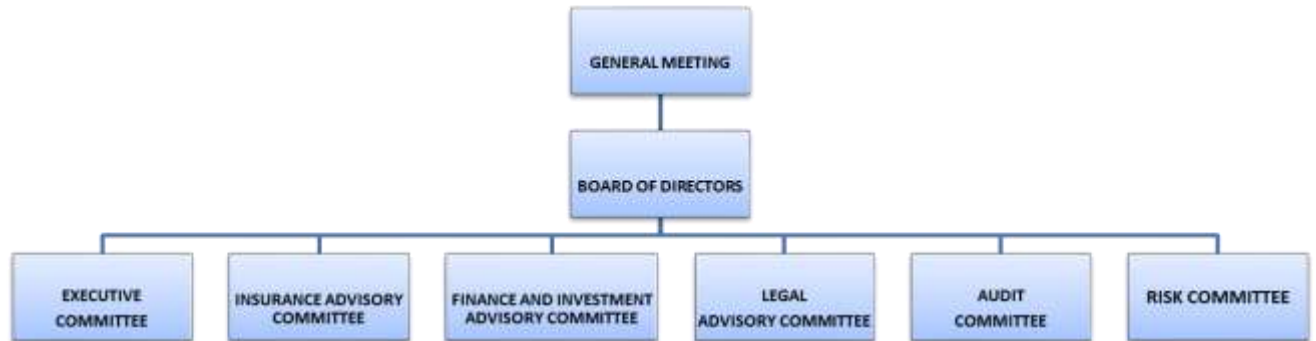 GENERAL MEETING
BOARD OF DIRECTORS
EXECUTIVE
COMMITTEE
INSURANCE ADVISORY
COMMITTEE
FINANCE AND INVESTMENT
ADVISORY COMMITTEE
LEGAL
ADVISORY COMMITTEE
AUDIT
COMMITTEE
RISK COMMITTEE